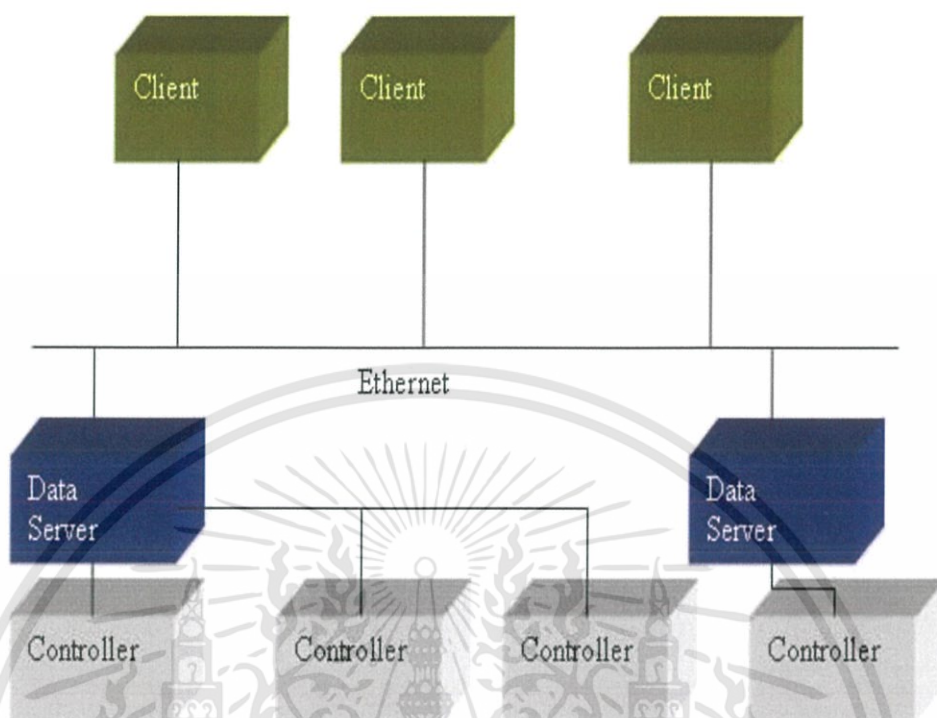 Client
Client
Client
Ethernet
Data
Server
Data
Server
Controller
Controller
Controller
Controller